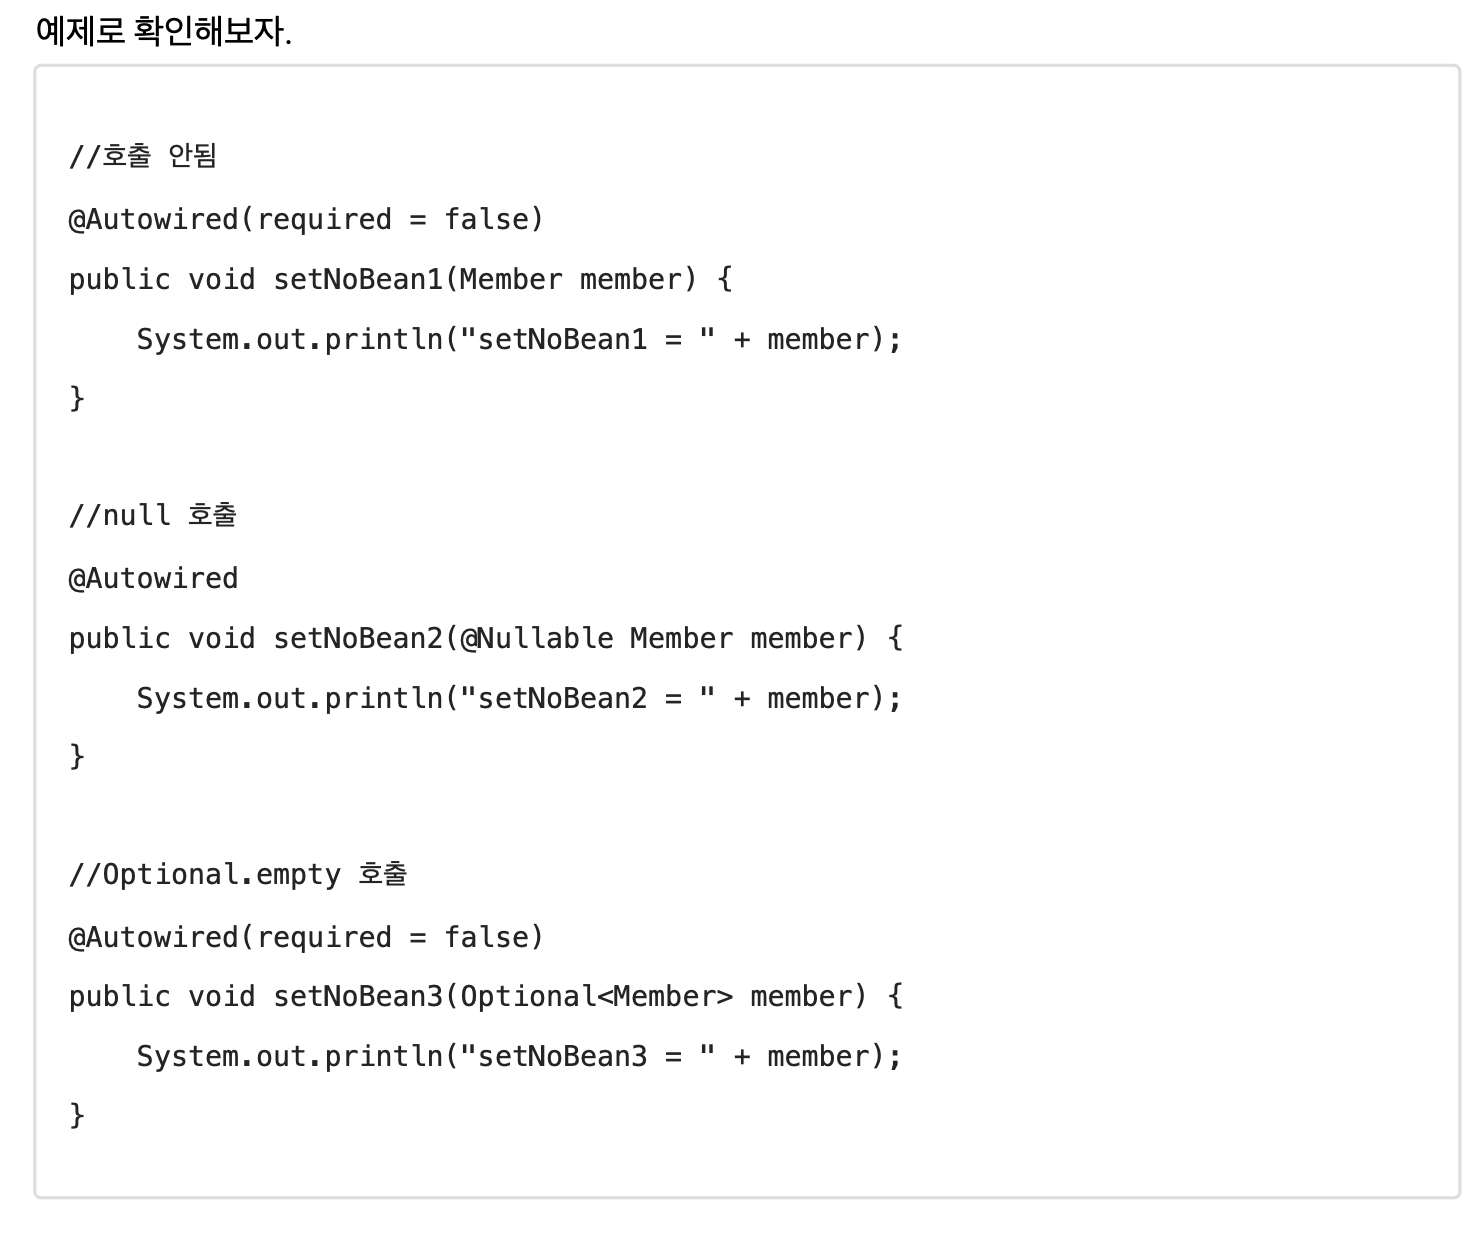 예제로 확인해보자.
//호출 안됨
@Autowired(required = false)
public void setNoBean1(Member member) {
    System.out.println("setNoBean1 = " + member);
}
//null 호출
@Autowired
public void setNoBean2(@Nullable Member member) {
    System.out.println("setNoBean2 = " + member);
}
//Optional.empty 호출
@Autowired(required = false)
public void setNoBean3(Optional<Member> member) {
    System.out.println("setNoBean3 = " + member);
}